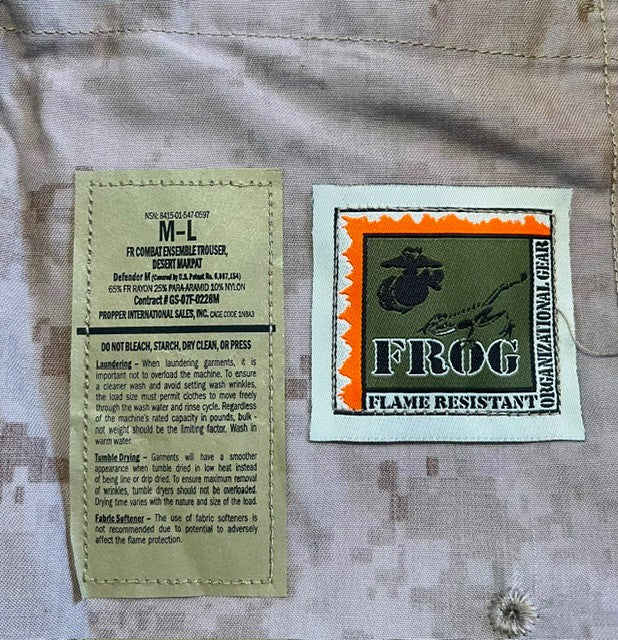 NSN: 8415-01-547-0597
M-L
FR COMBAT ENSEMBLE TROUSER,
DESERT MARPAT
Defender M (Covered by U.S. Patent No. 6,867,154)
65% FR RAYON 25% PARA-ARAMID 10% NYLON
Contract # GS-07F-0228M
PROPPER INTERNATIONAL SALES, INC. CAGE CODE 1NBA3
DO NOT BLEACH, STARCH, DRY CLEAN, OR PRESS
Laundering – When laundering garments, it is
important not to overload the machine. To ensure
a cleaner wash and avoid setting wash wrinkles,
the load size must permit clothes to move freely
through the wash water and rinse cycle. Regardless
of the machine's rated capacity in pounds, bulk -
not weight should be the limiting factor. Wash in
warm water.
Tumble Drying – Garments will have a smoother
appearance when tumble dried in low heat instead
of being line or drip dried. To ensure maximum removal
of wrinkles, tumble dryers should not be overloaded.
Drying time varies with the nature and size of the load.
Fabric Softener – The use of fabric softeners is
not recommended due to potential to adversely
affect the flame protection.
FROG
FLAME RESISTANT
ORGANIZATIONAL GEAR